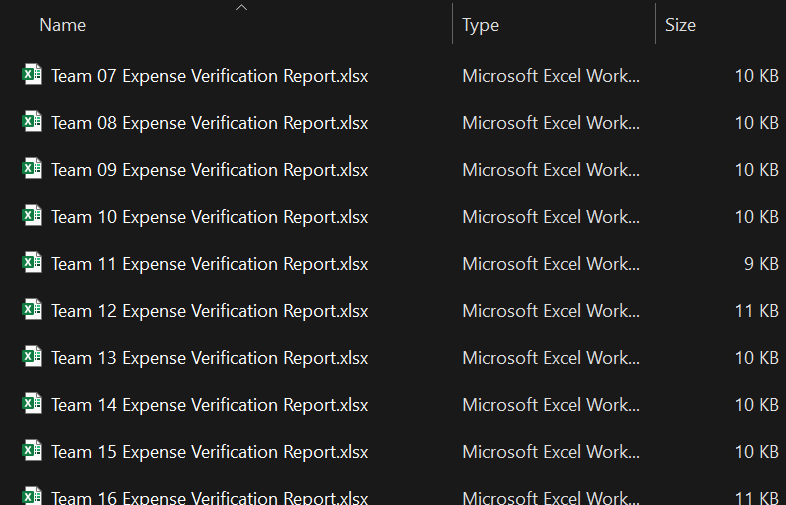 Name Type Size
Team 07 Expense Verification Report.xlsx Microsoft Excel Work... 10 KB
Team 08 Expense Verification Report.xlsx Microsoft Excel Work... 10 KB
Team 09 Expense Verification Report.xlsx Microsoft Excel Work... 10 KB
Team 10 Expense Verification Report.xlsx Microsoft Excel Work... 10 KB
Team 11 Expense Verification Report.xlsx Microsoft Excel Work... 9 KB
Team 12 Expense Verification Report.xlsx Microsoft Excel Work... 11 KB
Team 13 Expense Verification Report.xlsx Microsoft Excel Work... 10 KB
Team 14 Expense Verification Report.xlsx Microsoft Excel Work... 10 KB
Team 15 Expense Verification Report.xlsx Microsoft Excel Work... 10 KB
Team 16 Expense Verification Report.xlsx Microsoft Excel Work... 11 KB